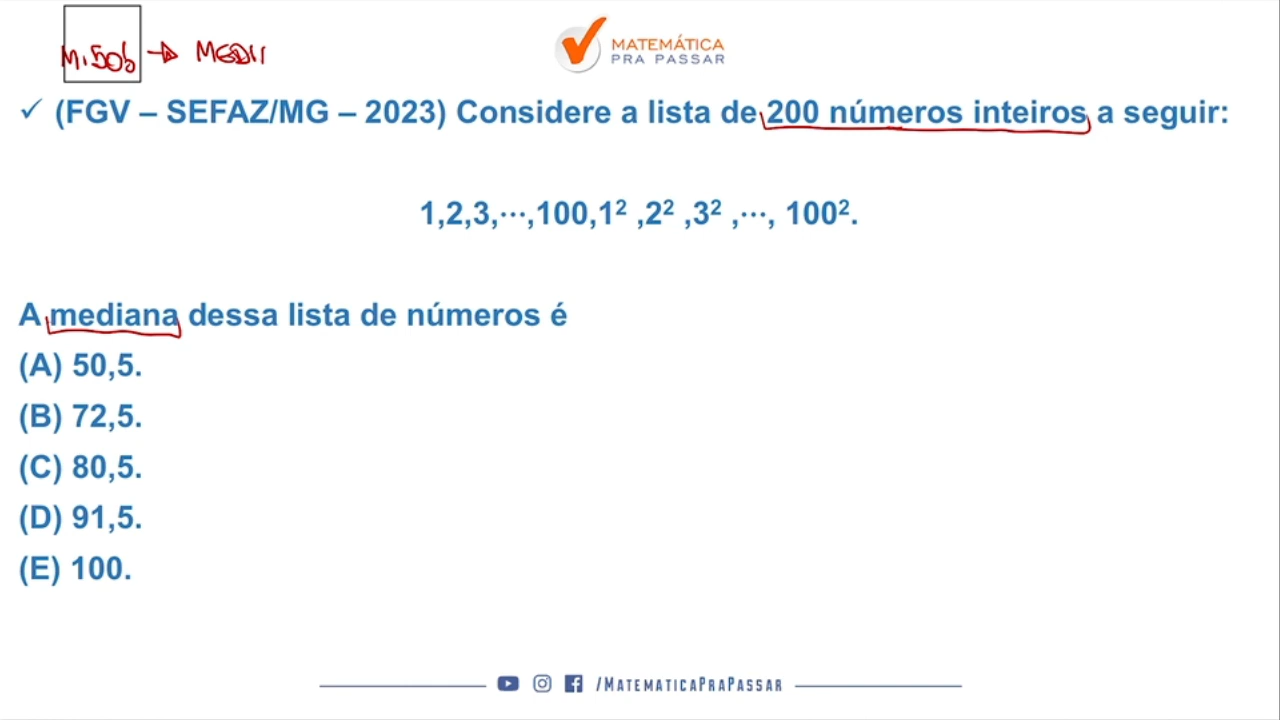 MATEMÁTICA
PRA PASSAR
✓ (FGV – SEFAZ/MG – 2023) Considere a lista de 200 números inteiros a seguir:
1,2,3,⋯,100,1² ,2² ,3² ,⋯, 100².
A mediana dessa lista de números é
(A) 50,5.
(B) 72,5.
(C) 80,5.
(D) 91,5.
(E) 100.
/MATEMATICAPRAPASSAR